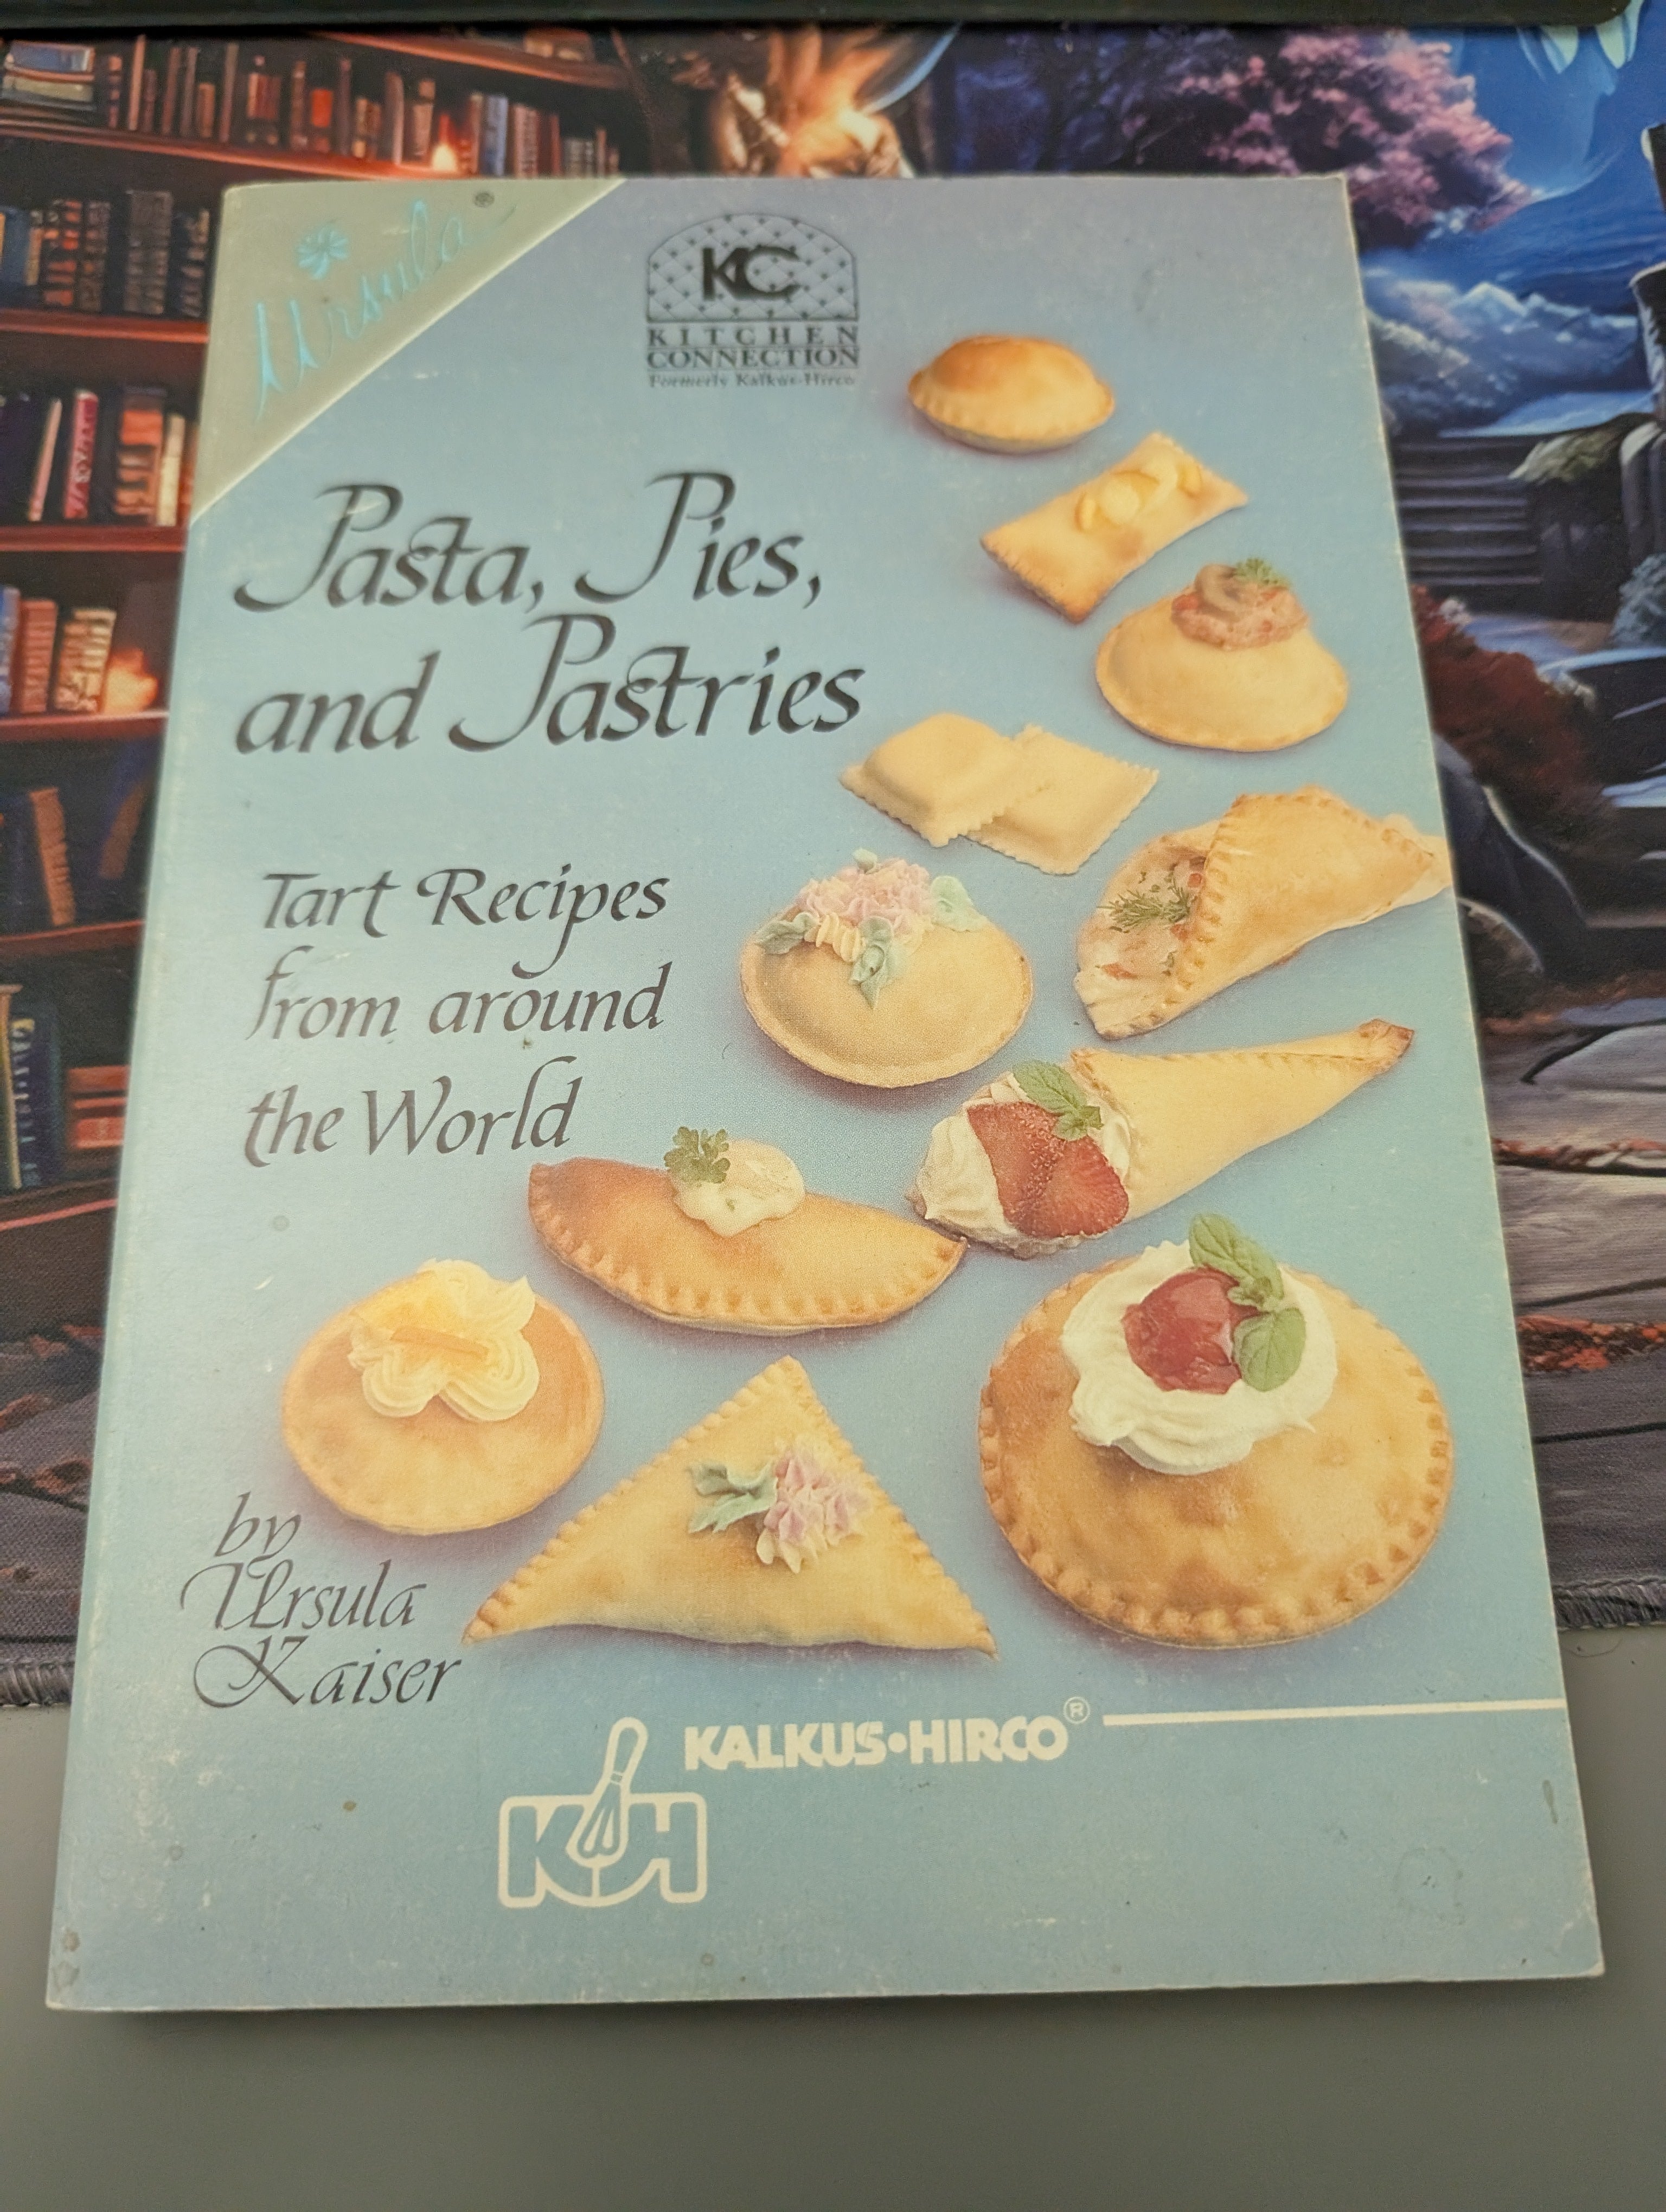 Ursula ®
KC
KITCHEN
CONNECTION
Formerly Kalkus-Hirco
Pasta, Pies,
and Pastries
Tart Recipes
from around
the World
by
Ursula
Kaiser
KALKUS•HIRCO®
KH